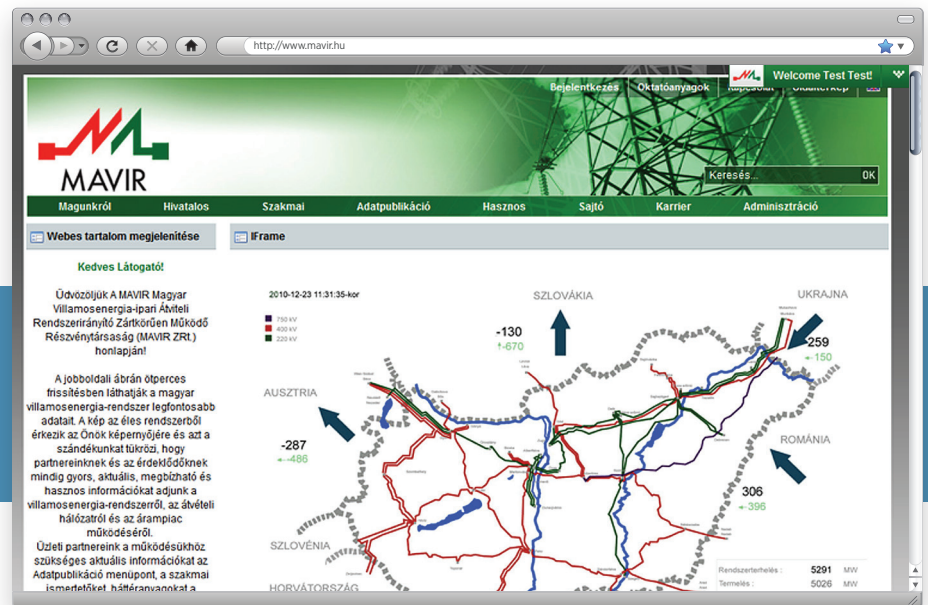 http://www.mavir.hu
Welcome Test Test!
Bejelentkezés
Oktatóanyagok
Kapcsolat
Oldaltérkép
MAVIR
Keresés...
OK
Magunkról
Hivatalos
Szakmai
Adatpublikáció
Hasznos
Sajtó
Karrier
Adminisztráció
Webes tartalom megjelenítése
IFrame
Kedves Látogató!
Üdvözöljük A MAVIR Magyar
Villamosenergia-ipari Átviteli
Rendszerirányító Zártkörűen Működő
Részvénytársaság (MAVIR ZRt.)
honlapján!
A jobboldali ábrán ötperces
frissítésben láthatják a magyar
villamosenergia-rendszer legfontosabb
adatait. A kép az éles rendszerből
érkezik az Önök képernyőjére és azt a
szándékunkat tükrözi, hogy
partnereinknek és az érdeklődőknek
mindig gyors, aktuális, megbízható és
hasznos információkat adjunk a
villamosenergia-rendszerről, az átvételi
hálózatról és az árampiac
működéséről.
Üzleti partnereink a működésükhöz
szükséges aktuális információkat az
Adatpublikáció menüpont, a szakmai
ismertetőket, háttéranyagokat a
2010-12-23 11:31:35-kor
750 kV
400 kV
220 kV
SZLOVÁKIA
-130
-670
UKRAJNA
259
-150
AUSZTRIA
-287
-486
ROMÁNIA
306
-396
SZLOVÉNIA
HORVÁTORSZÁG
Rendszerterhelés : 5291 MW
Termelés : 5026 MW